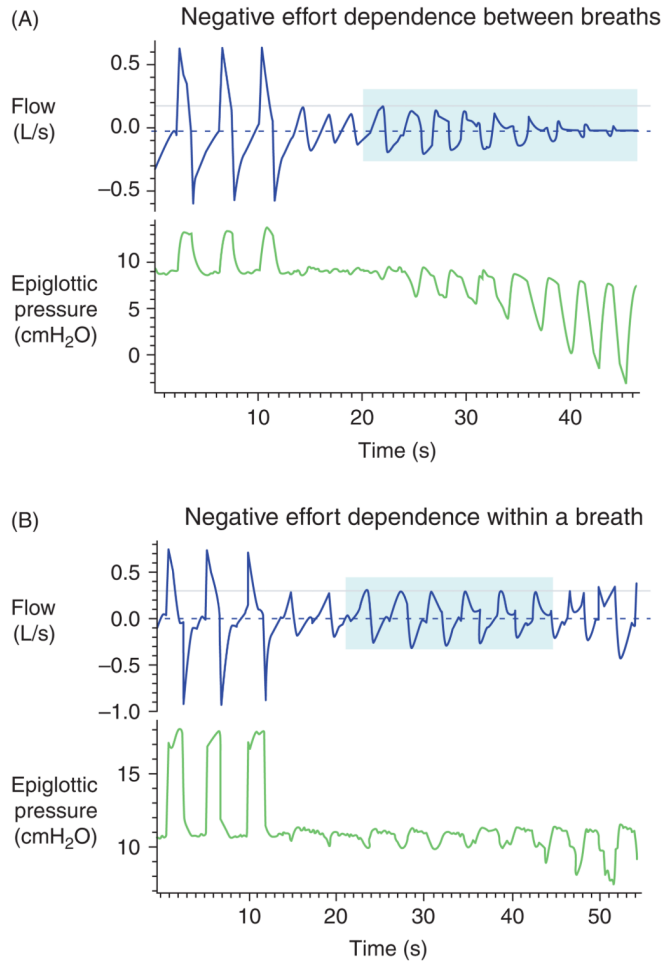 (A) Negative effort dependence between breaths
Flow
(L/s)
0.5
0.0
−0.5
Epiglottic
pressure
(cmH₂O)
10
5
0
10 20 30 40
Time (s)
(B) Negative effort dependence within a breath
Flow
(L/s)
0.5
0.0
−0.5
−1.0
Epiglottic
pressure
(cmH₂O)
15
10
10 20 30 40 50
Time (s)